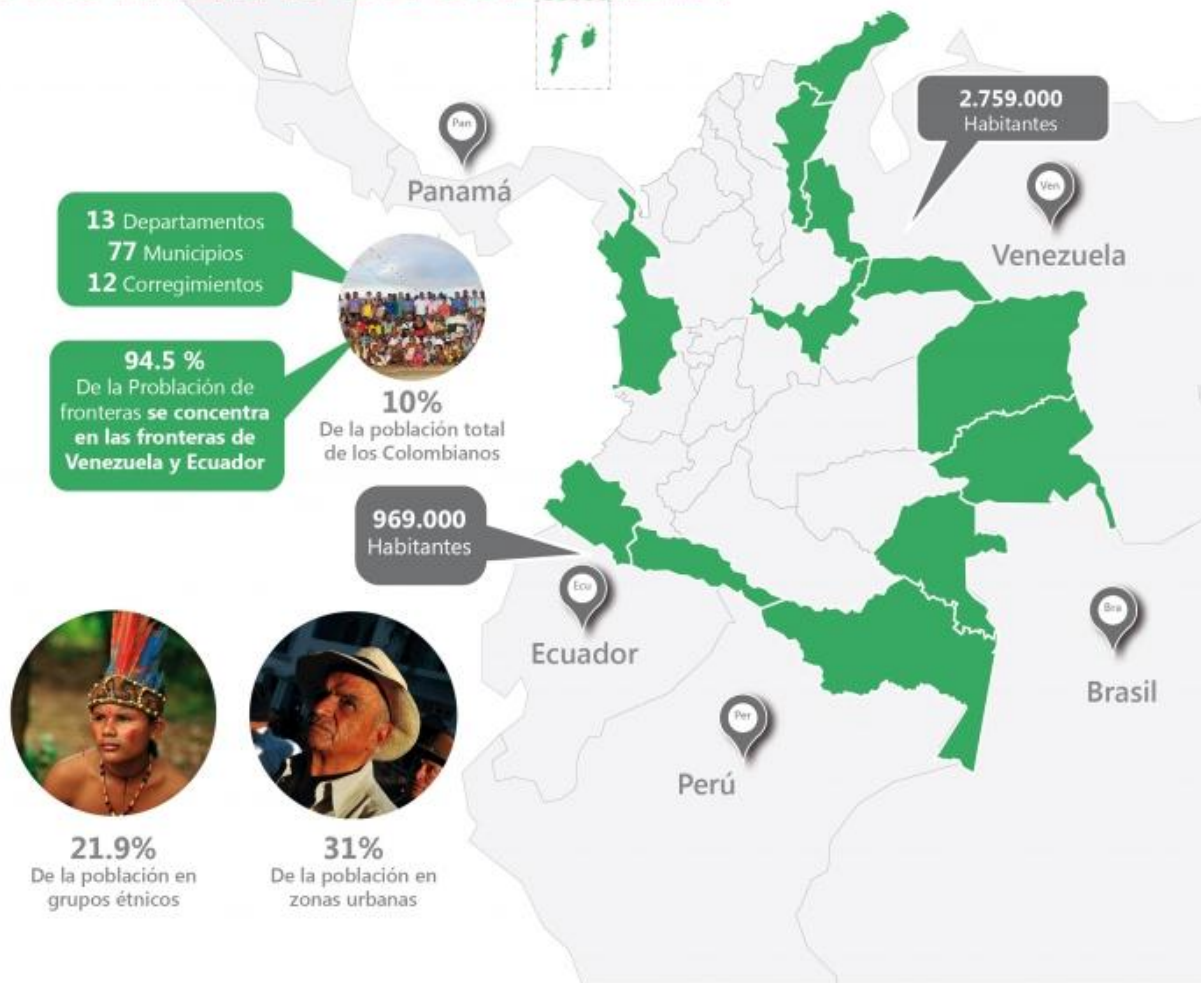 Pan
Panamá
2.759.000
Habitantes
Ven
Venezuela
13 Departamentos
77 Municipios
12 Corregimientos
94.5 %
De la Problación de
fronteras se concentra
en las fronteras de
Venezuela y Ecuador
10%
De la población total
de los Colombianos
969.000
Habitantes
Ecu
Ecuador
Bra
Brasil
Per
Perú
21.9%
De la población en
grupos étnicos
31%
De la población en
zonas urbanas